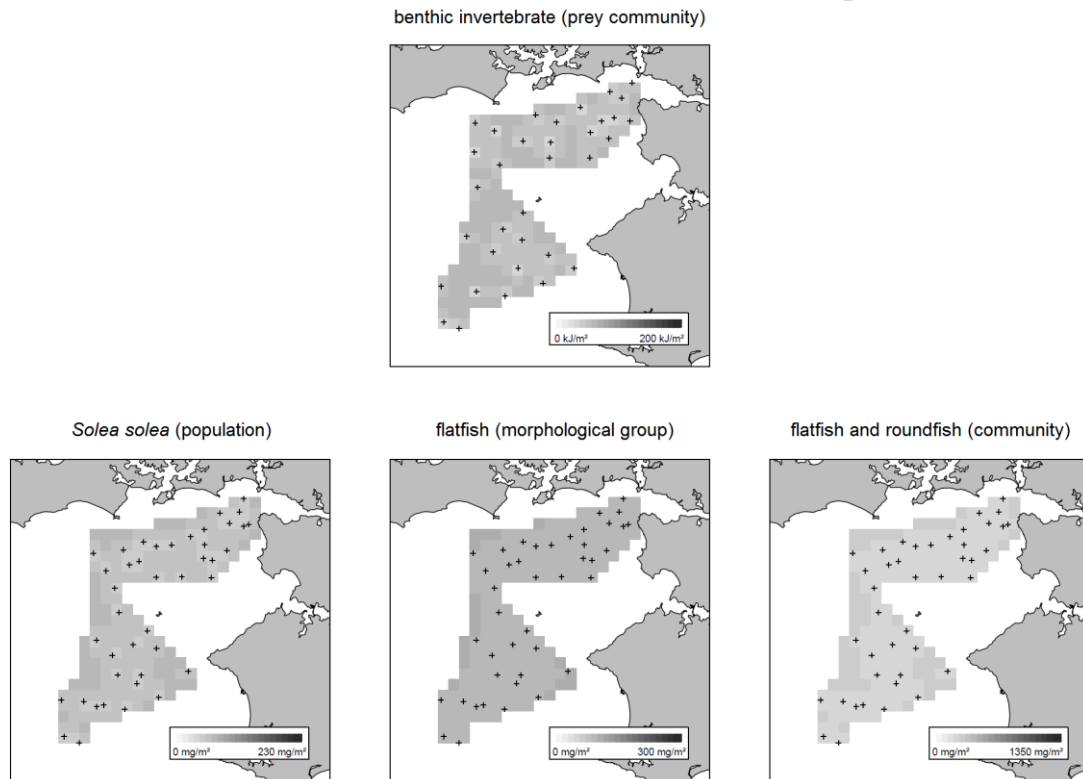 benthic invertebrate (prey community)
0 kJ/m² 200 kJ/m²
Solea solea (population)
flatfish (morphological group)
flatfish and roundfish (community)
0 mg/m² 230 mg/m²
0 mg/m² 300 mg/m²
0 mg/m² 1350 mg/m²